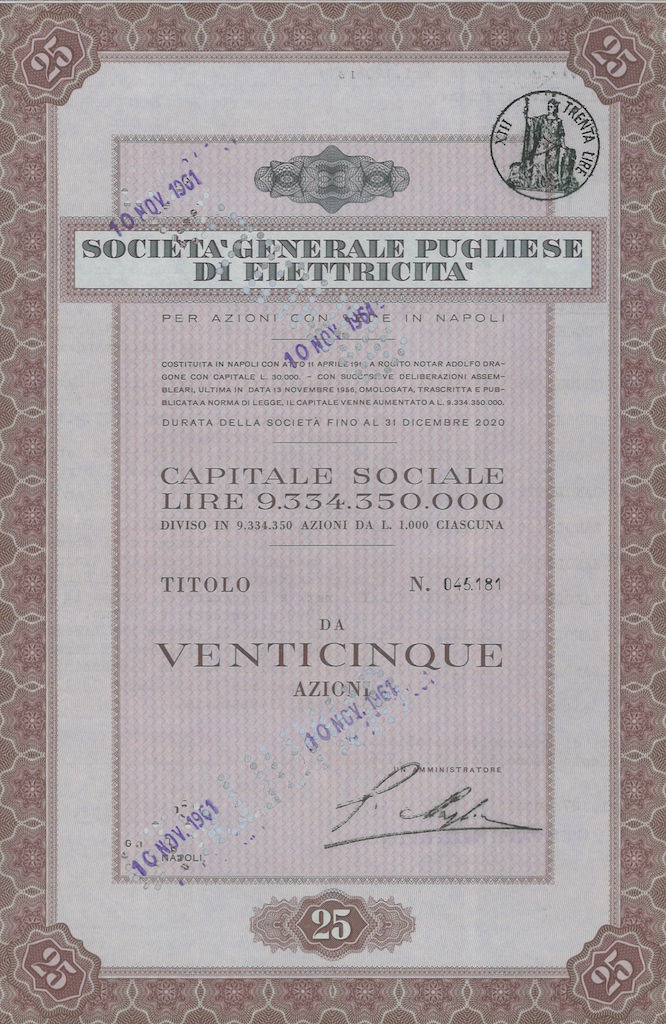 25
25
XIII TRENTA LIRE
10 NOV. 1961
SOCIETA' GENERALE PUGLIESE
DI ELETTRICITA'
PER AZIONI CON SEDE IN NAPOLI
10 NOV. 1961
COSTITUITA IN NAPOLI CON ATTO 11 APRILE A ROGITO NOTAR ADOLFO DRA-
GONE CON CAPITALE L. 30.000. - CON SUCCESSIVE DELIBERAZIONI ASSEM-
BLEARI, ULTIMA IN DATA 13 NOVEMBRE 1956, OMOLOGATA, TRASCRITTA E PUB-
BLICATA A NORMA DI LEGGE, IL CAPITALE VENNE AUMENTATO A L. 9.334.350.000.
DURATA DELLA SOCIETÀ FINO AL 31 DICEMBRE 2020
CAPITALE SOCIALE
LIRE 9.334.350.000
DIVISO IN 9.334.350 AZIONI DA L. 1.000 CIASCUNA
TITOLO N. 045.181
DA
VENTICINQUE
AZIONI
10 NOV. 1961
UN AMMINISTRATORE
10 NOV. 1961
NAPOLI,
25
25
25